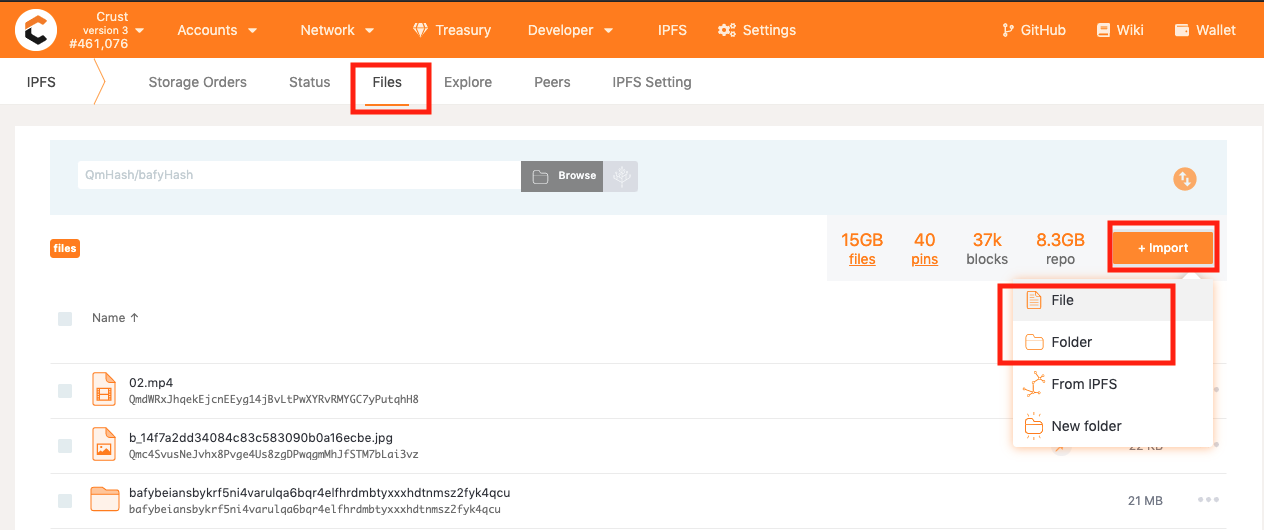 Crust
version 3
#461,076
Accounts
Network
Treasury
Developer
IPFS
Settings
GitHub
Wiki
Wallet
IPFS
Storage Orders
Status
Files
Explore
Peers
IPFS Setting
QmHash/bafyHash
Browse
files
15GB
files
40
pins
37k
blocks
8.3GB
repo
+ Import
File
Folder
From IPFS
New folder
Name ↑
02.mp4
QmdWRxJhqekEjcnEEyg14jBvLtPwXYRvRMYGC7yPutqhH8
b_14f7a2dd34084c83c583090b0a16ecbe.jpg
Qmc4SvusNeJvhx8Pvge4Us8zgDPwqgmMhJfSTM7bLai3vz
bafybeiansbykrf5ni4varulqa6bqr4elfhrdmbtyxxxhdtnmsz2fyk4qcu
bafybeiansbykrf5ni4varulqa6bqr4elfhrdmbtyxxxhdtnmsz2fyk4qcu
21 MB